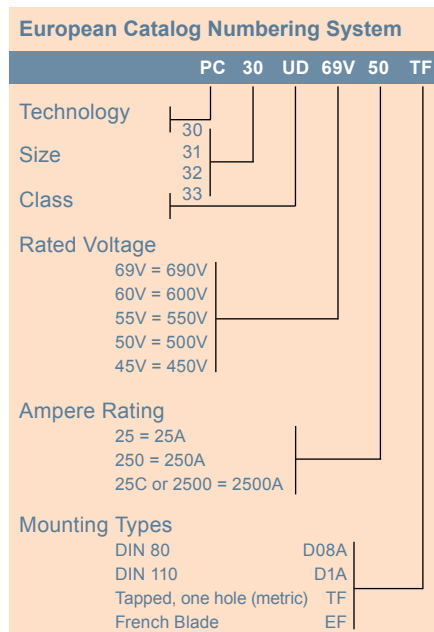 European Catalog Numbering System
PC 30 UD 69V 50 TF
Technology
30
Size
31
32
Class
33
Rated Voltage
69V = 690V
60V = 600V
55V = 550V
50V = 500V
45V = 450V
Ampere Rating
25 = 25A
250 = 250A
25C or 2500 = 2500A
Mounting Types
DIN 80 D08A
DIN 110 D1A
Tapped, one hole (metric) TF
French Blade EF